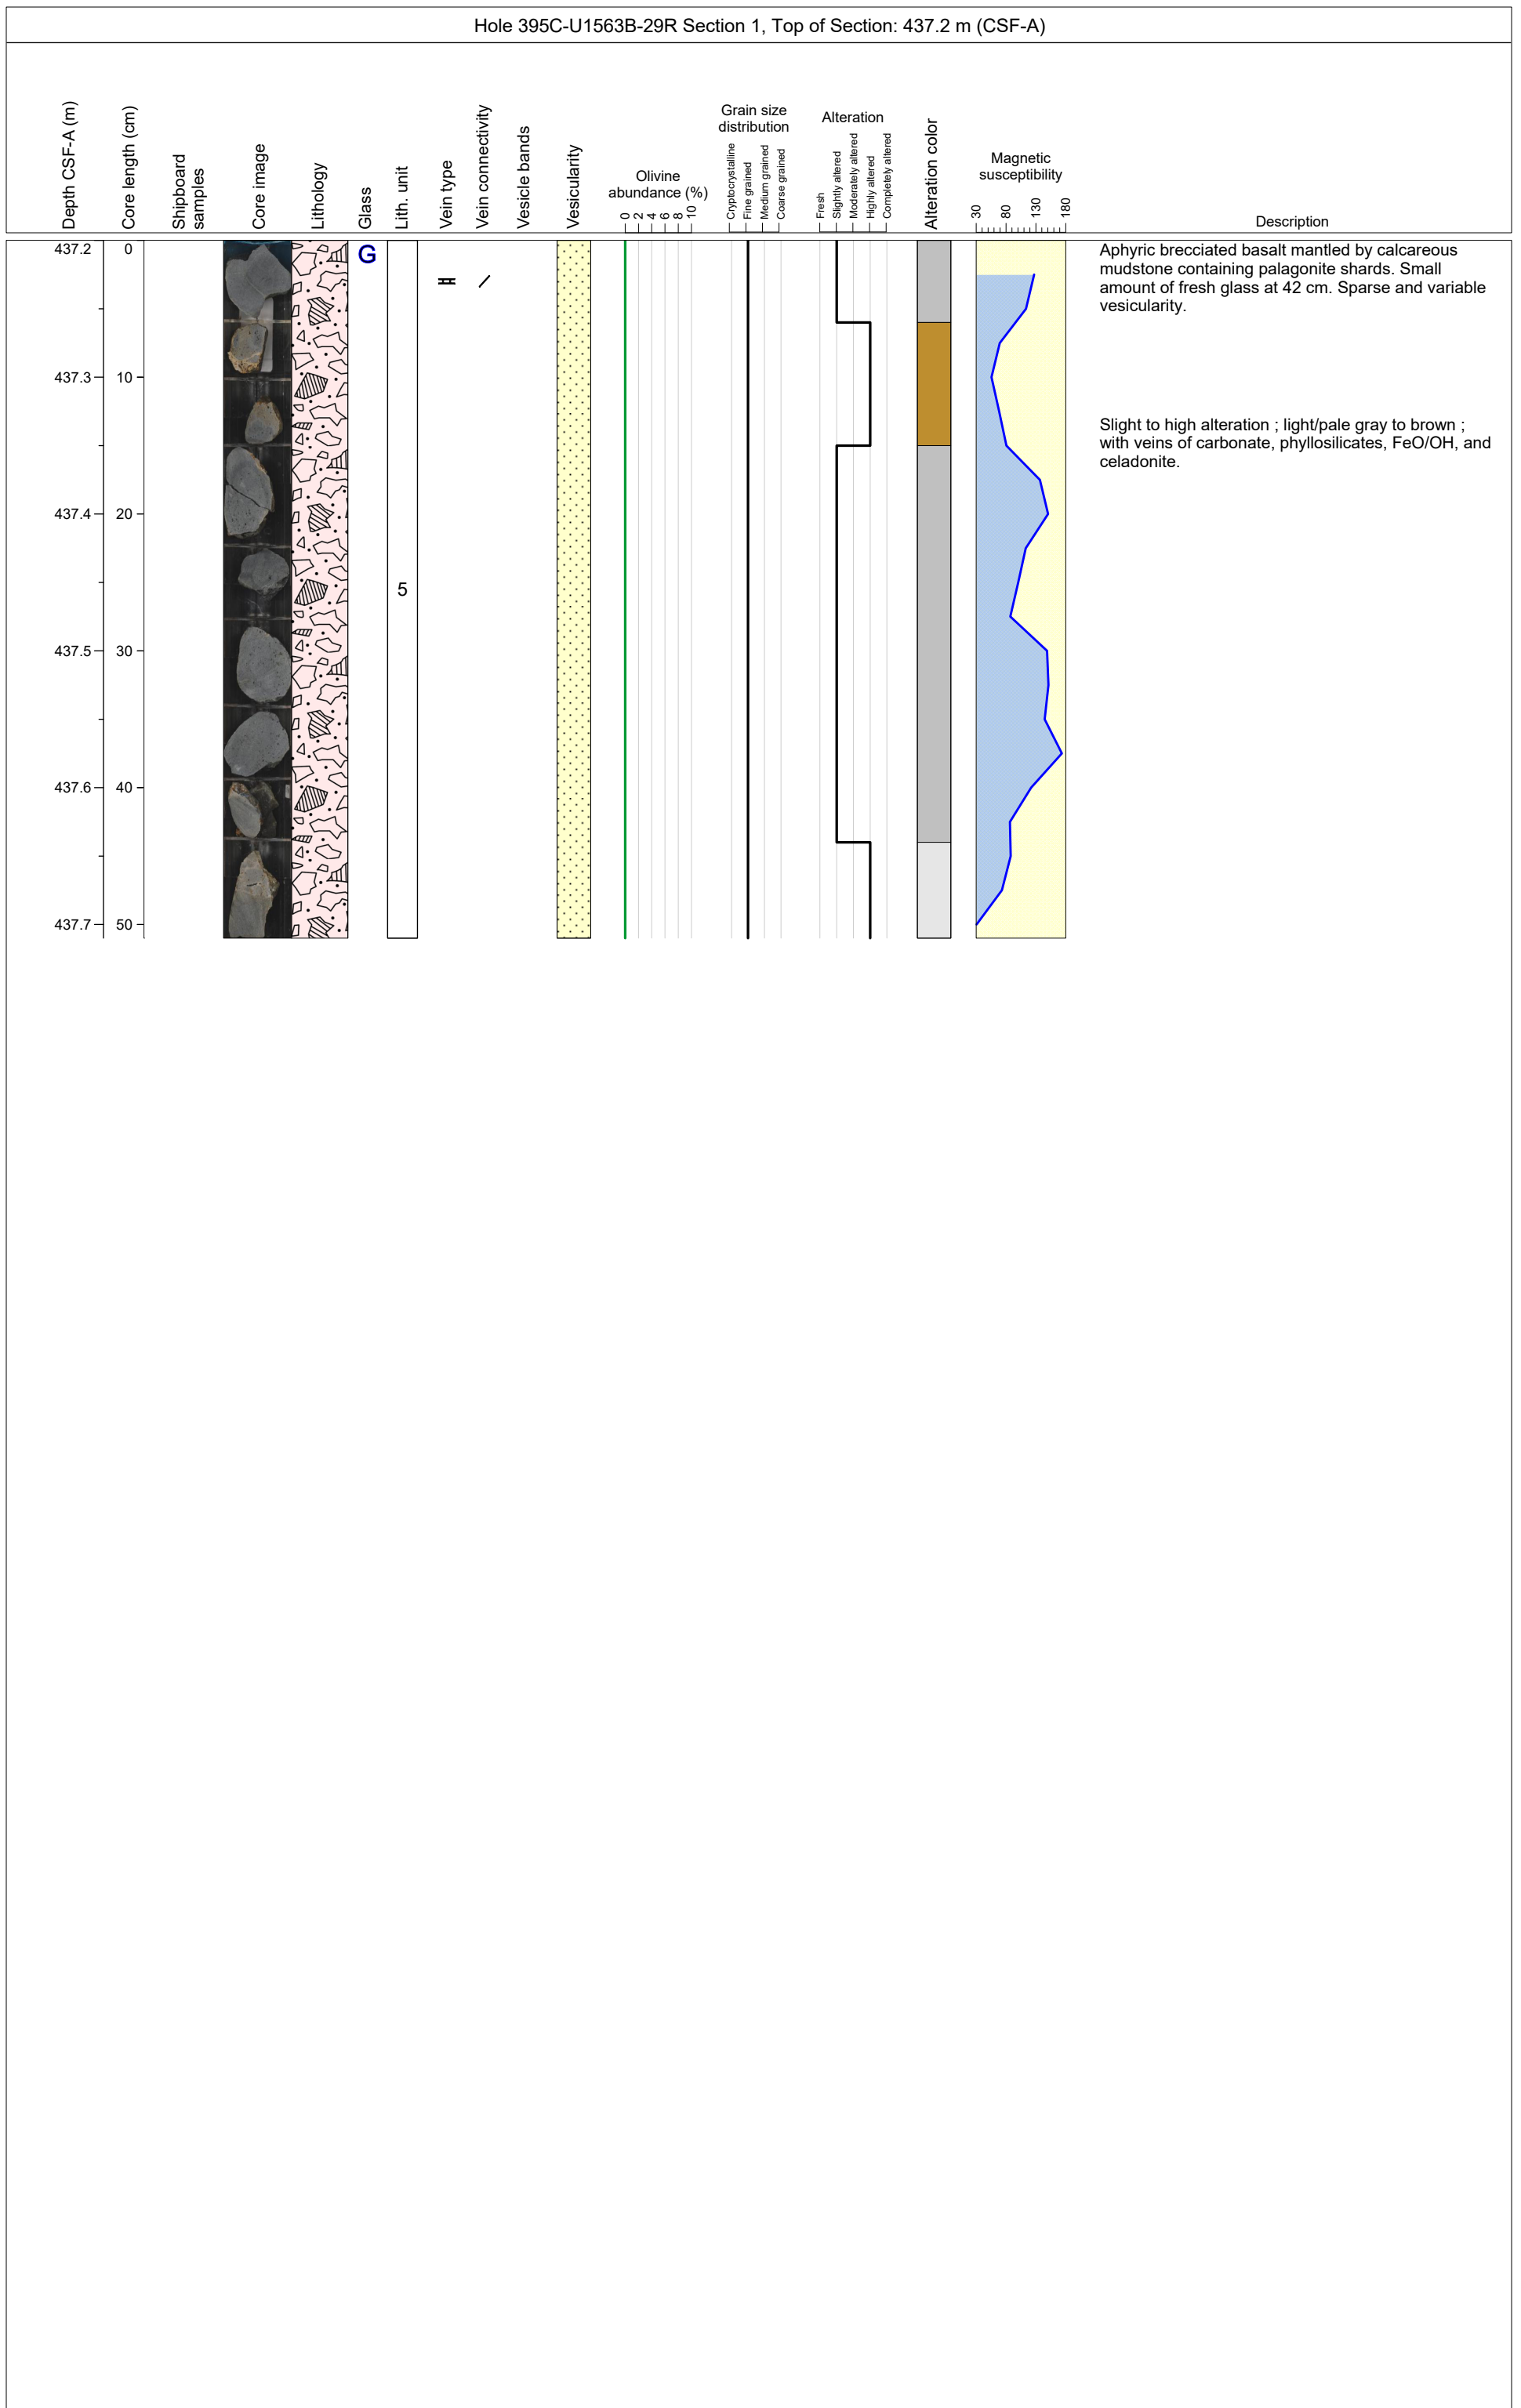 Hole 395C-U1563B-29R Section 1, Top of Section: 437.2 m (CSF-A)
Depth CSF-A (m)
Core length (cm)
Shipboard
samples
Core image
Lithology
Glass
Lith. unit
Vein type
Vein connectivity
Vesicle bands
Vesicularity
Olivine
abundance (%)
0 2 4 6 8 10
Grain size
distribution
Cryptocrystalline
Fine grained
Medium grained
Coarse grained
Alteration
Fresh
Slightly altered
Moderately altered
Highly altered
Completely altered
Alteration color
Magnetic
susceptibility
30 80 130 180
Description
437.2 0
G
Aphyric brecciated basalt mantled by calcareous
mudstone containing palagonite shards. Small
amount of fresh glass at 42 cm. Sparse and variable
vesicularity.
437.3 10
Slight to high alteration ; light/pale gray to brown ;
with veins of carbonate, phyllosilicates, FeO/OH, and
celadonite.
437.4 20
5
437.5 30
437.6 40
437.7 50